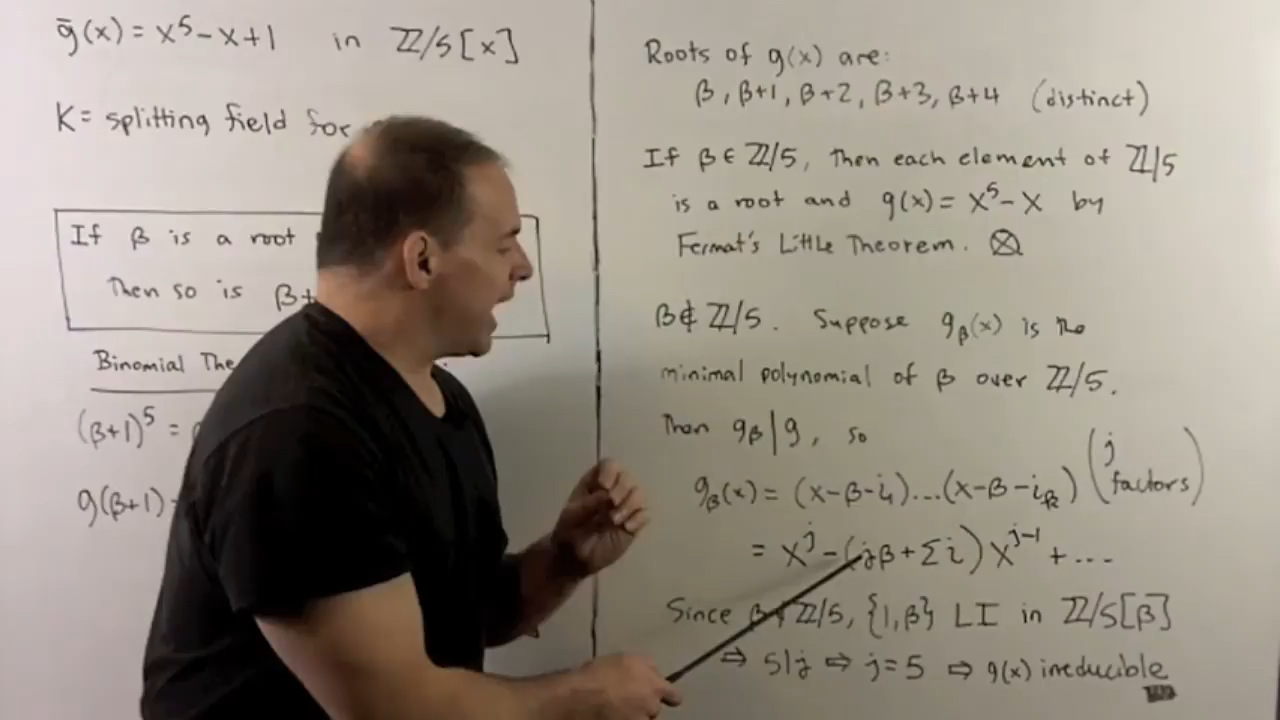 ḡ(x) = x⁵ - x + 1 in ℤ/5[x]
K = splitting field for
If β is a root
Then so is β+
Binomial The
(β+1)⁵ =
g(β+1)
Roots of g(x) are:
β, β+1, β+2, β+3, β+4 (distinct)
If β ∈ ℤ/5, then each element of ℤ/5
is a root and g(x) = x⁵ - x by
Fermat's Little Theorem. ⊗
β ∉ ℤ/5. Suppose g_β(x) is the
minimal polynomial of β over ℤ/5.
Then g_β | g, so
g_β(x) = (x-β-i₁)...(x-β-i_k) (j factors)
= x^j - (jβ + Σi) x^{j-1} + ...
Since β ∉ ℤ/5, {1, β} LI in ℤ/5[β]
⇒ 5|j ⇒ j=5 ⇒ g(x) irreducible